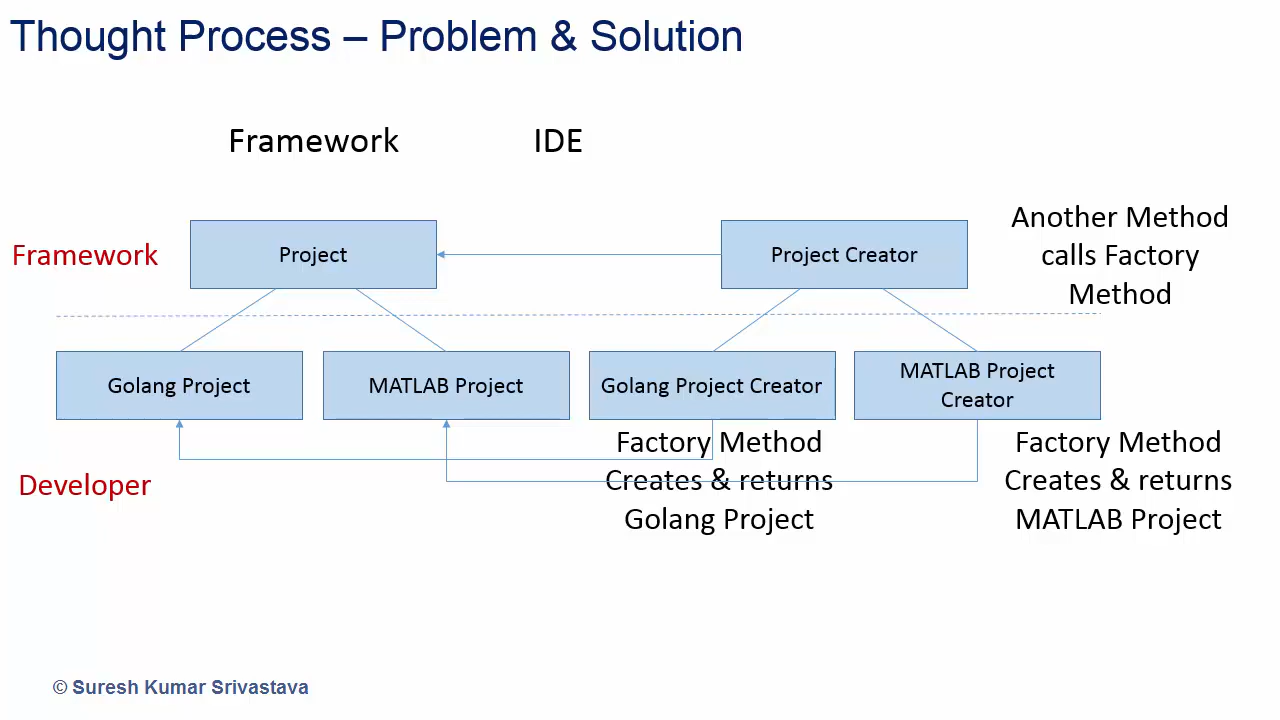 Thought Process – Problem & Solution
Framework
IDE
Framework
Project
Project Creator
Another Method
calls Factory
Method
Golang Project
MATLAB Project
Golang Project Creator
MATLAB Project
Creator
Developer
Factory Method
Creates & returns
Golang Project
Factory Method
Creates & returns
MATLAB Project
© Suresh Kumar Srivastava